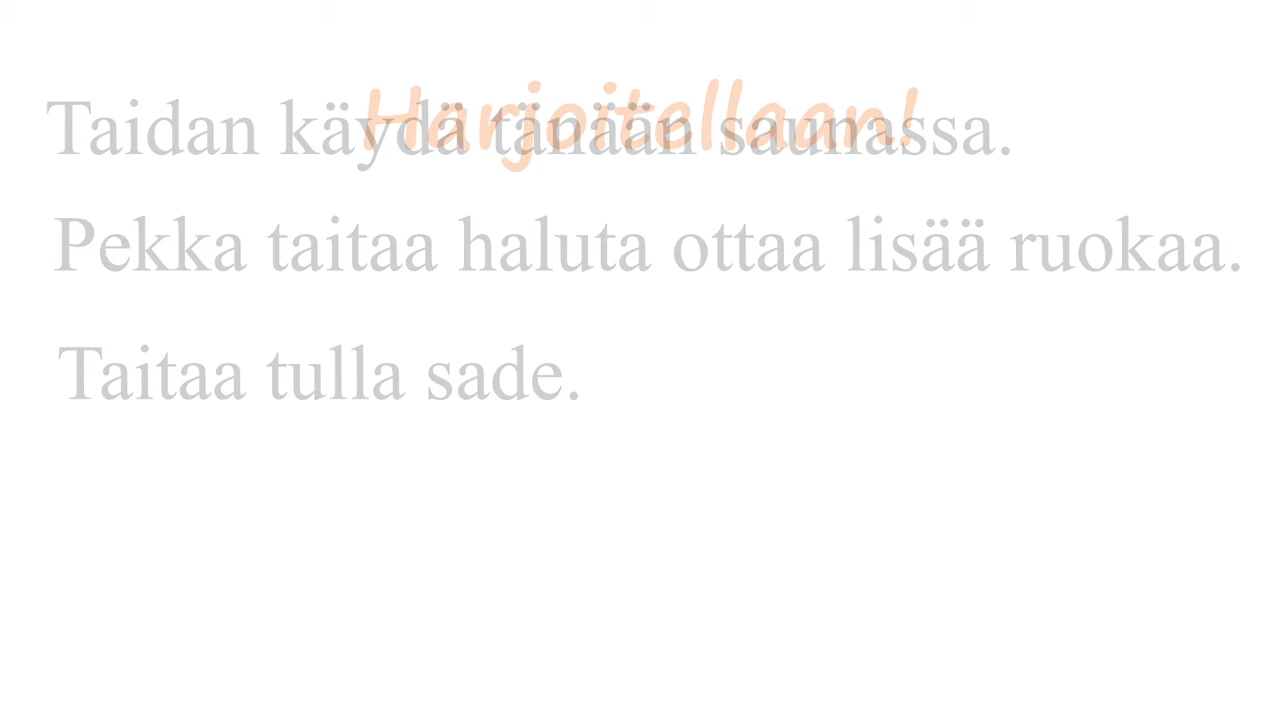 Harjoitellaan!
Taidan käydä tänään saunassa.
Pekka taitaa haluta ottaa lisää ruokaa.
Taitaa tulla sade.